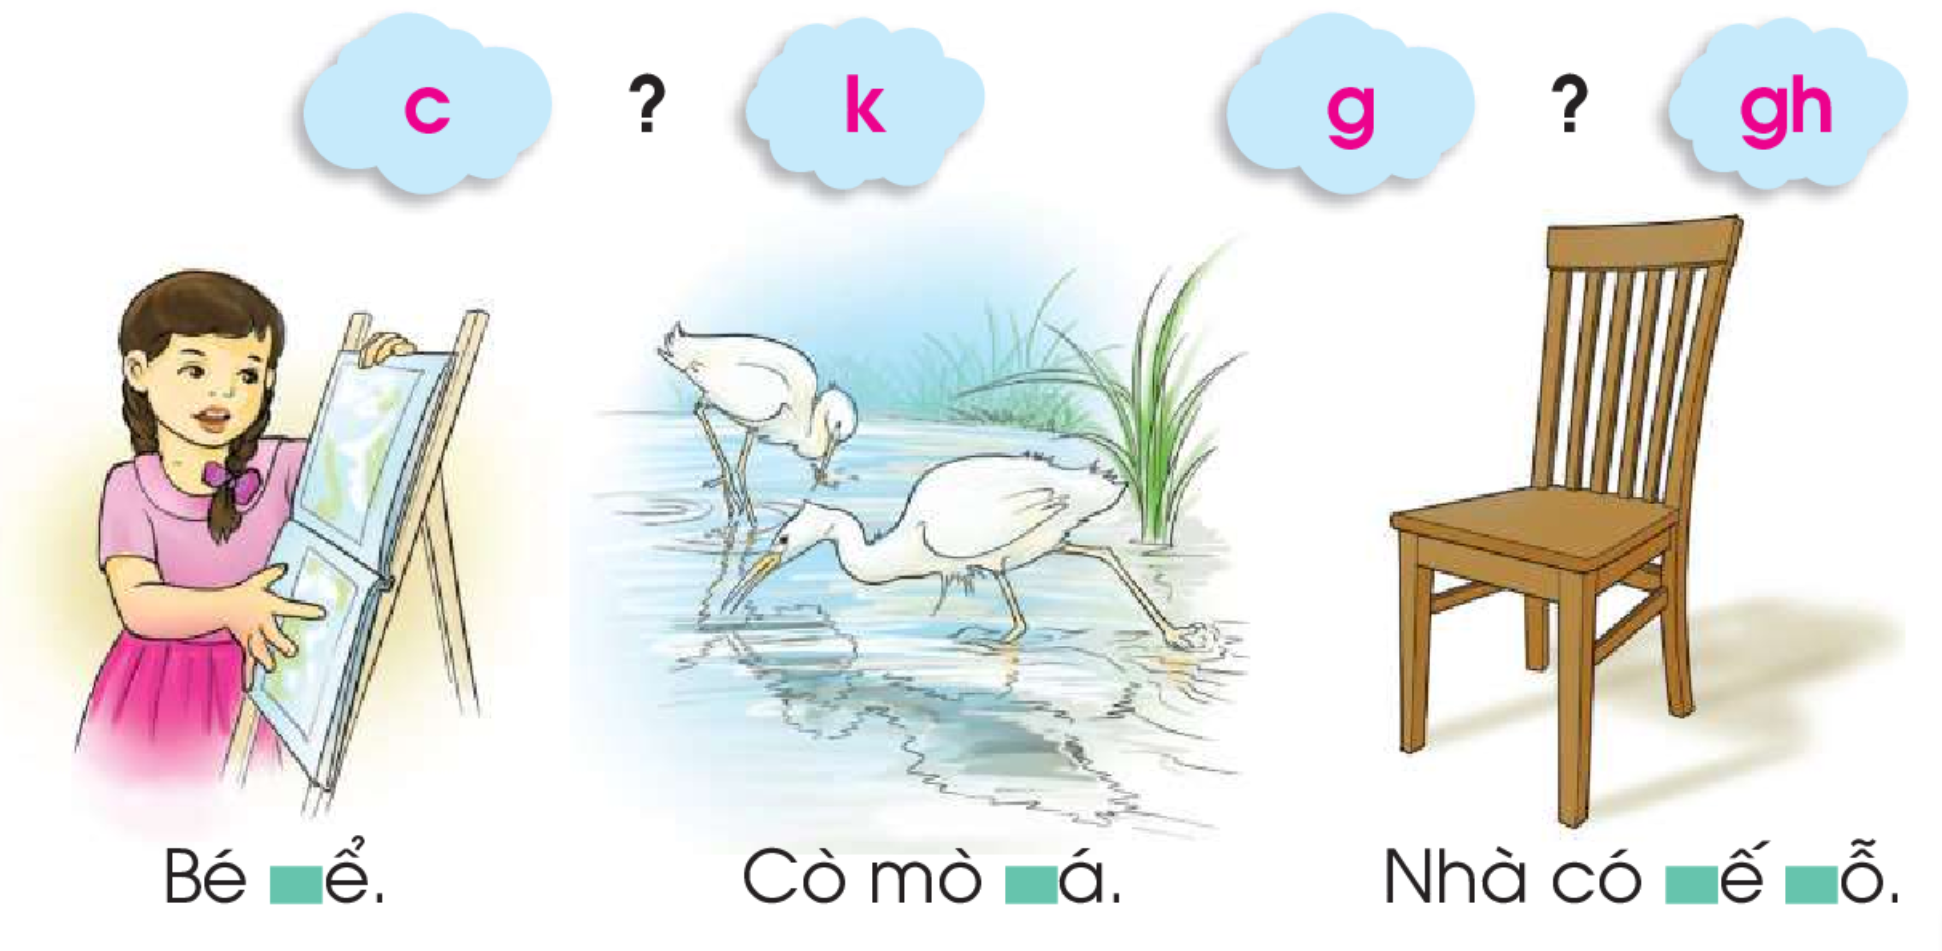 c ? k g ? gh
Bé ể. Cò mò á. Nhà có ế ỗ.